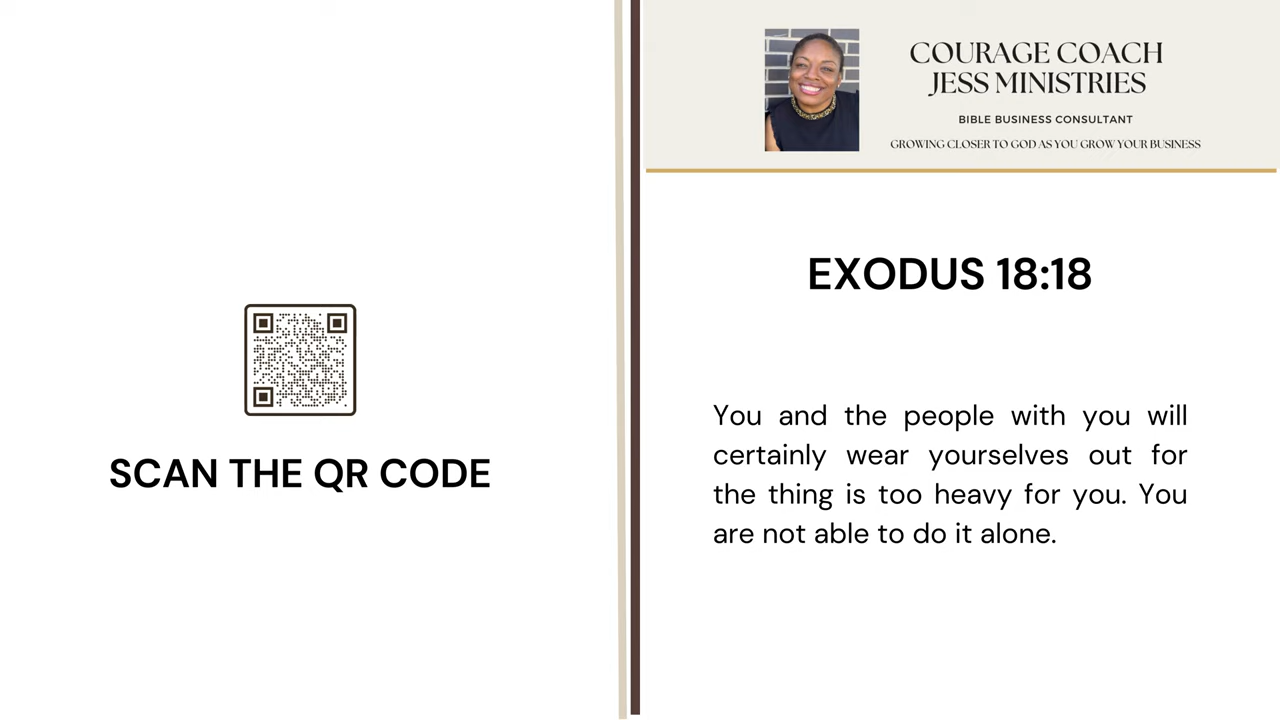 SCAN THE QR CODE
COURAGE COACH
JESS MINISTRIES
BIBLE BUSINESS CONSULTANT
GROWING CLOSER TO GOD AS YOU GROW YOUR BUSINESS
EXODUS 18:18
You and the people with you will
certainly wear yourselves out for
the thing is too heavy for you. You
are not able to do it alone.